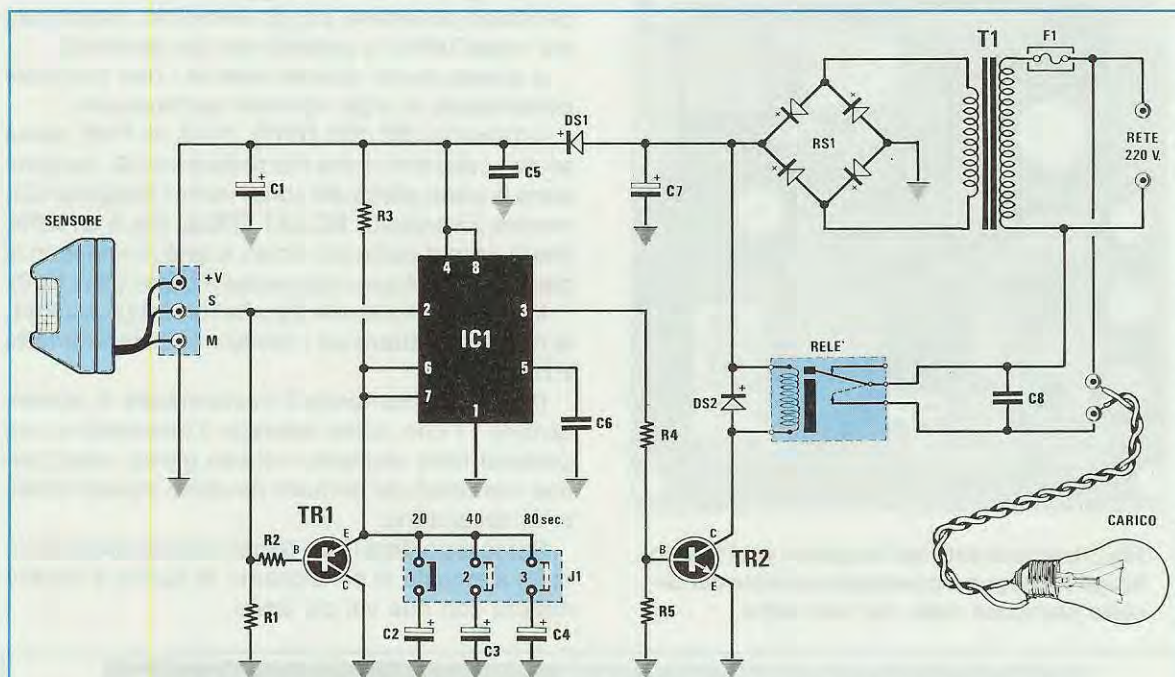 T1
F1
DS1
RS1
RETE
220 V.
C5
C7
C1
R3
SENSORE
+V
S
M
4
8
2
3
IC1
6
5
7
1
RELE'
DS2
C8
C6
R4
TR1
20
40
80 sec.
E
B
C
R2
1
2
3
J1
R1
C2
C3
C4
C
B
E
TR2
R5
CARICO